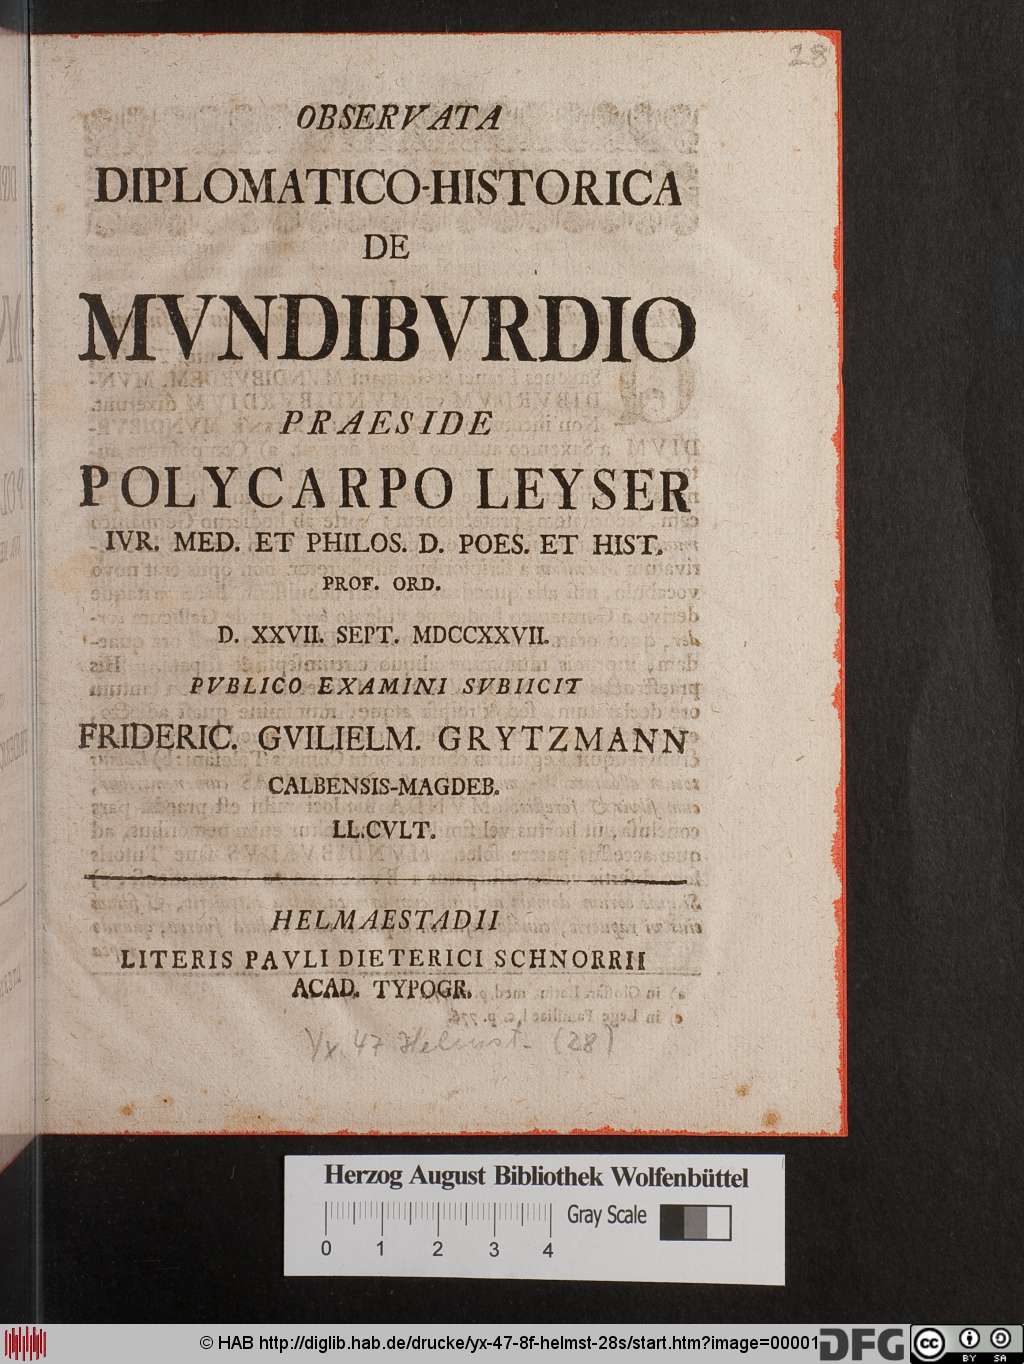 28
OBSERVATA
DIPLOMATICO-HISTORICA
DE
MVNDIBVRDIO
PRAESIDE
POLYCARPO LEYSER
IVR. MED. ET PHILOS. D. POES. ET HIST.
PROF. ORD.
D. XXVII. SEPT. MDCCXXVII.
PVBLICO EXAMINI SVBIICIT
FRIDERIC. GVILIELM. GRYTZMANN
CALBENSIS-MAGDEB.
LL.CVLT.
HELMAESTADII
LITERIS PAVLI DIETERICI SCHNORRII
ACAD. TYPOGR.
Yx 47 Helmst. (28)
Herzog August Bibliothek Wolfenbüttel
Gray Scale
0 1 2 3 4
© HAB http://diglib.hab.de/drucke/yx-47-8f-helmst-28s/start.htm?image=00001
DFG
cc BY SA